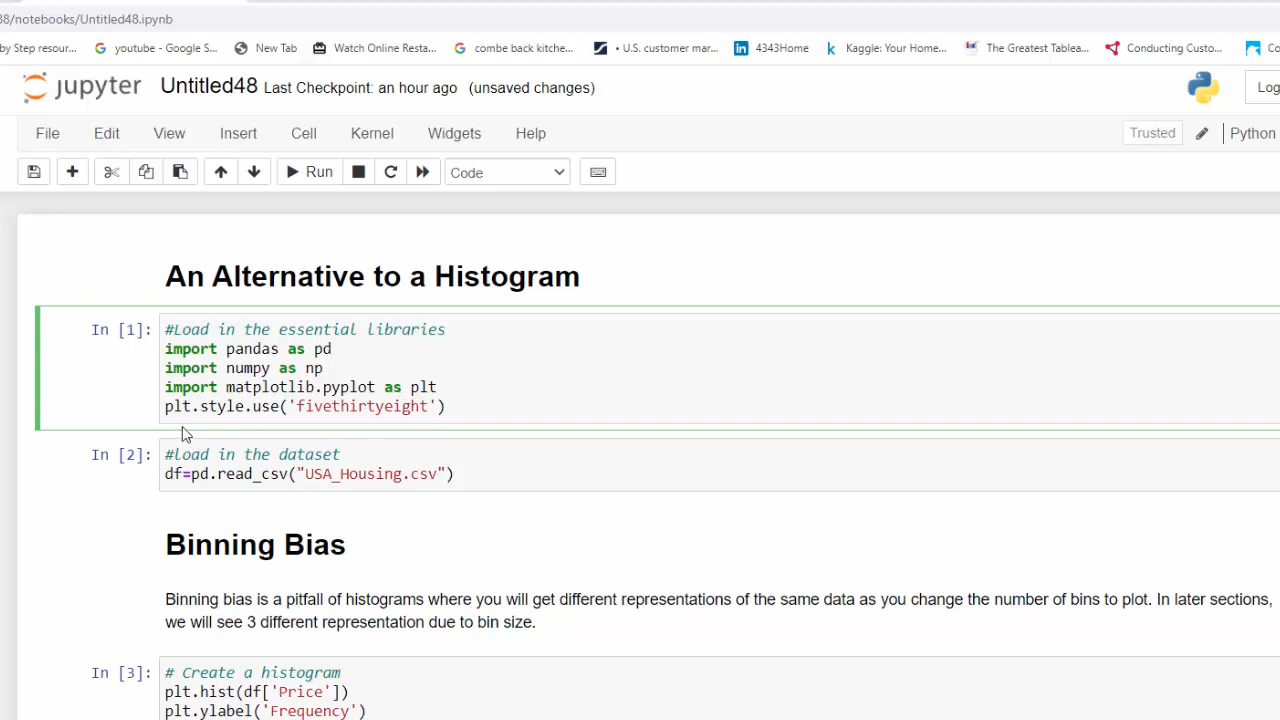 38/notebooks/Untitled48.ipynb
by Step resour... youtube - Google S... New Tab Watch Online Resta... combe back kitche... • U.S. customer mar... 4343Home Kaggle: Your Home... The Greatest Tablea... Conducting Custo...
jupyter Untitled48 Last Checkpoint: an hour ago (unsaved changes)
File Edit View Insert Cell Kernel Widgets Help Trusted Python
Run Code
An Alternative to a Histogram
In [1]: #Load in the essential libraries
import pandas as pd
import numpy as np
import matplotlib.pyplot as plt
plt.style.use('fivethirtyeight')
In [2]: #load in the dataset
df=pd.read_csv("USA_Housing.csv")
Binning Bias
Binning bias is a pitfall of histograms where you will get different representations of the same data as you change the number of bins to plot. In later sections,
we will see 3 different representation due to bin size.
In [3]: # Create a histogram
plt.hist(df['Price'])
plt.ylabel('Frequency')